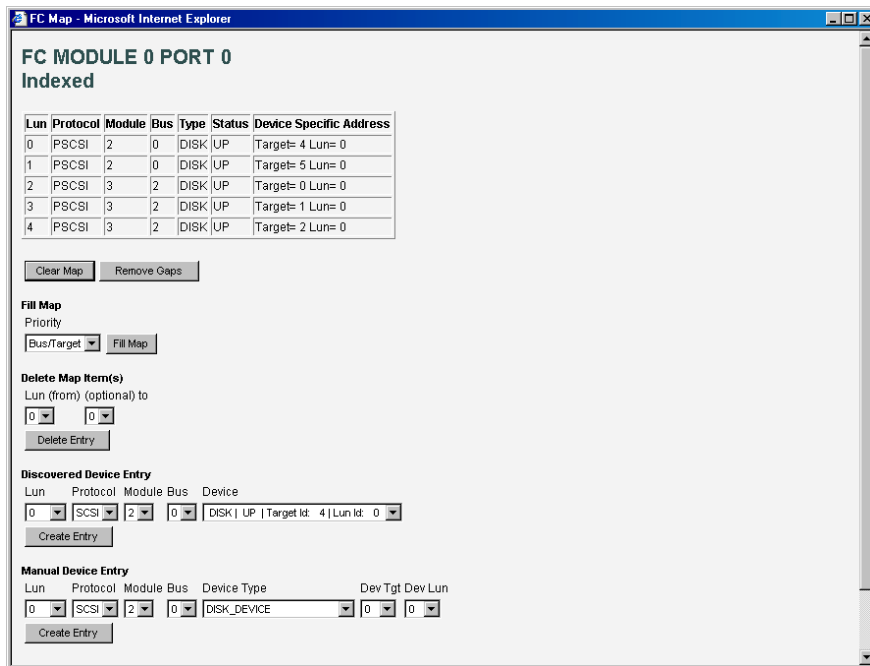 FC Map - Microsoft Internet Explorer
FC MODULE 0 PORT 0
Indexed
Lun Protocol Module Bus Type Status Device Specific Address
0 PSCSI 2 0 DISK UP Target= 4 Lun= 0
1 PSCSI 2 0 DISK UP Target= 5 Lun= 0
2 PSCSI 3 2 DISK UP Target= 0 Lun= 0
3 PSCSI 3 2 DISK UP Target= 1 Lun= 0
4 PSCSI 3 2 DISK UP Target= 2 Lun= 0
Clear Map Remove Gaps
Fill Map
Priority
Bus/Target Fill Map
Delete Map Item(s)
Lun (from) (optional) to
0 0
Delete Entry
Discovered Device Entry
Lun Protocol Module Bus Device
0 SCSI 2 0 DISK | UP | Target Id: 4 | Lun Id: 0
Create Entry
Manual Device Entry
Lun Protocol Module Bus Device Type Dev Tgt Dev Lun
0 SCSI 2 0 DISK_DEVICE 0 0
Create Entry